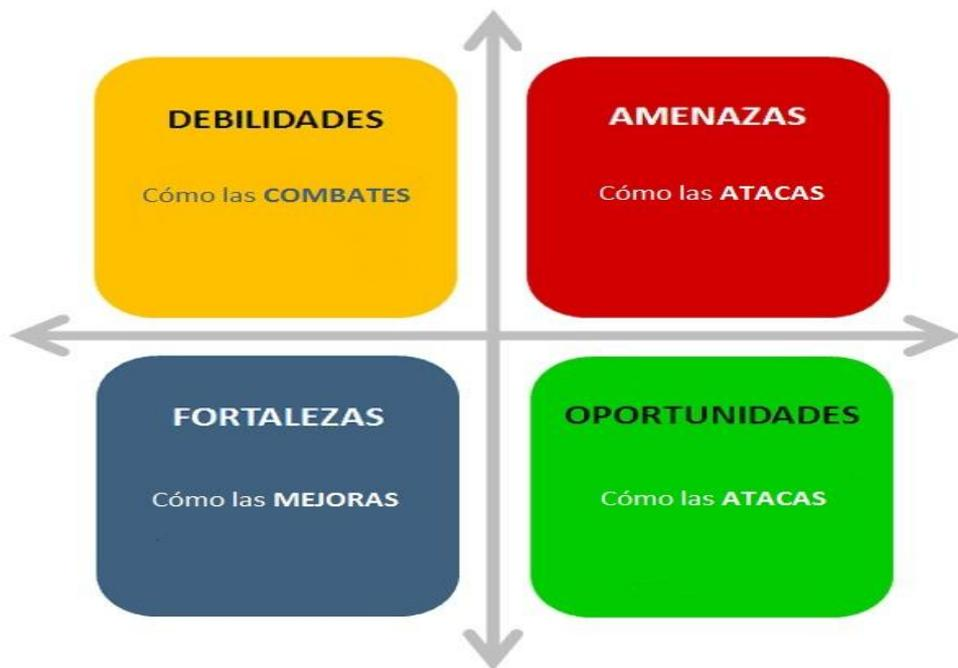 DEBILIDADES
Cómo las COMBATES
AMENAZAS
Cómo las ATACAS
FORTALEZAS
Cómo las MEJORAS
OPORTUNIDADES
Cómo las ATACAS